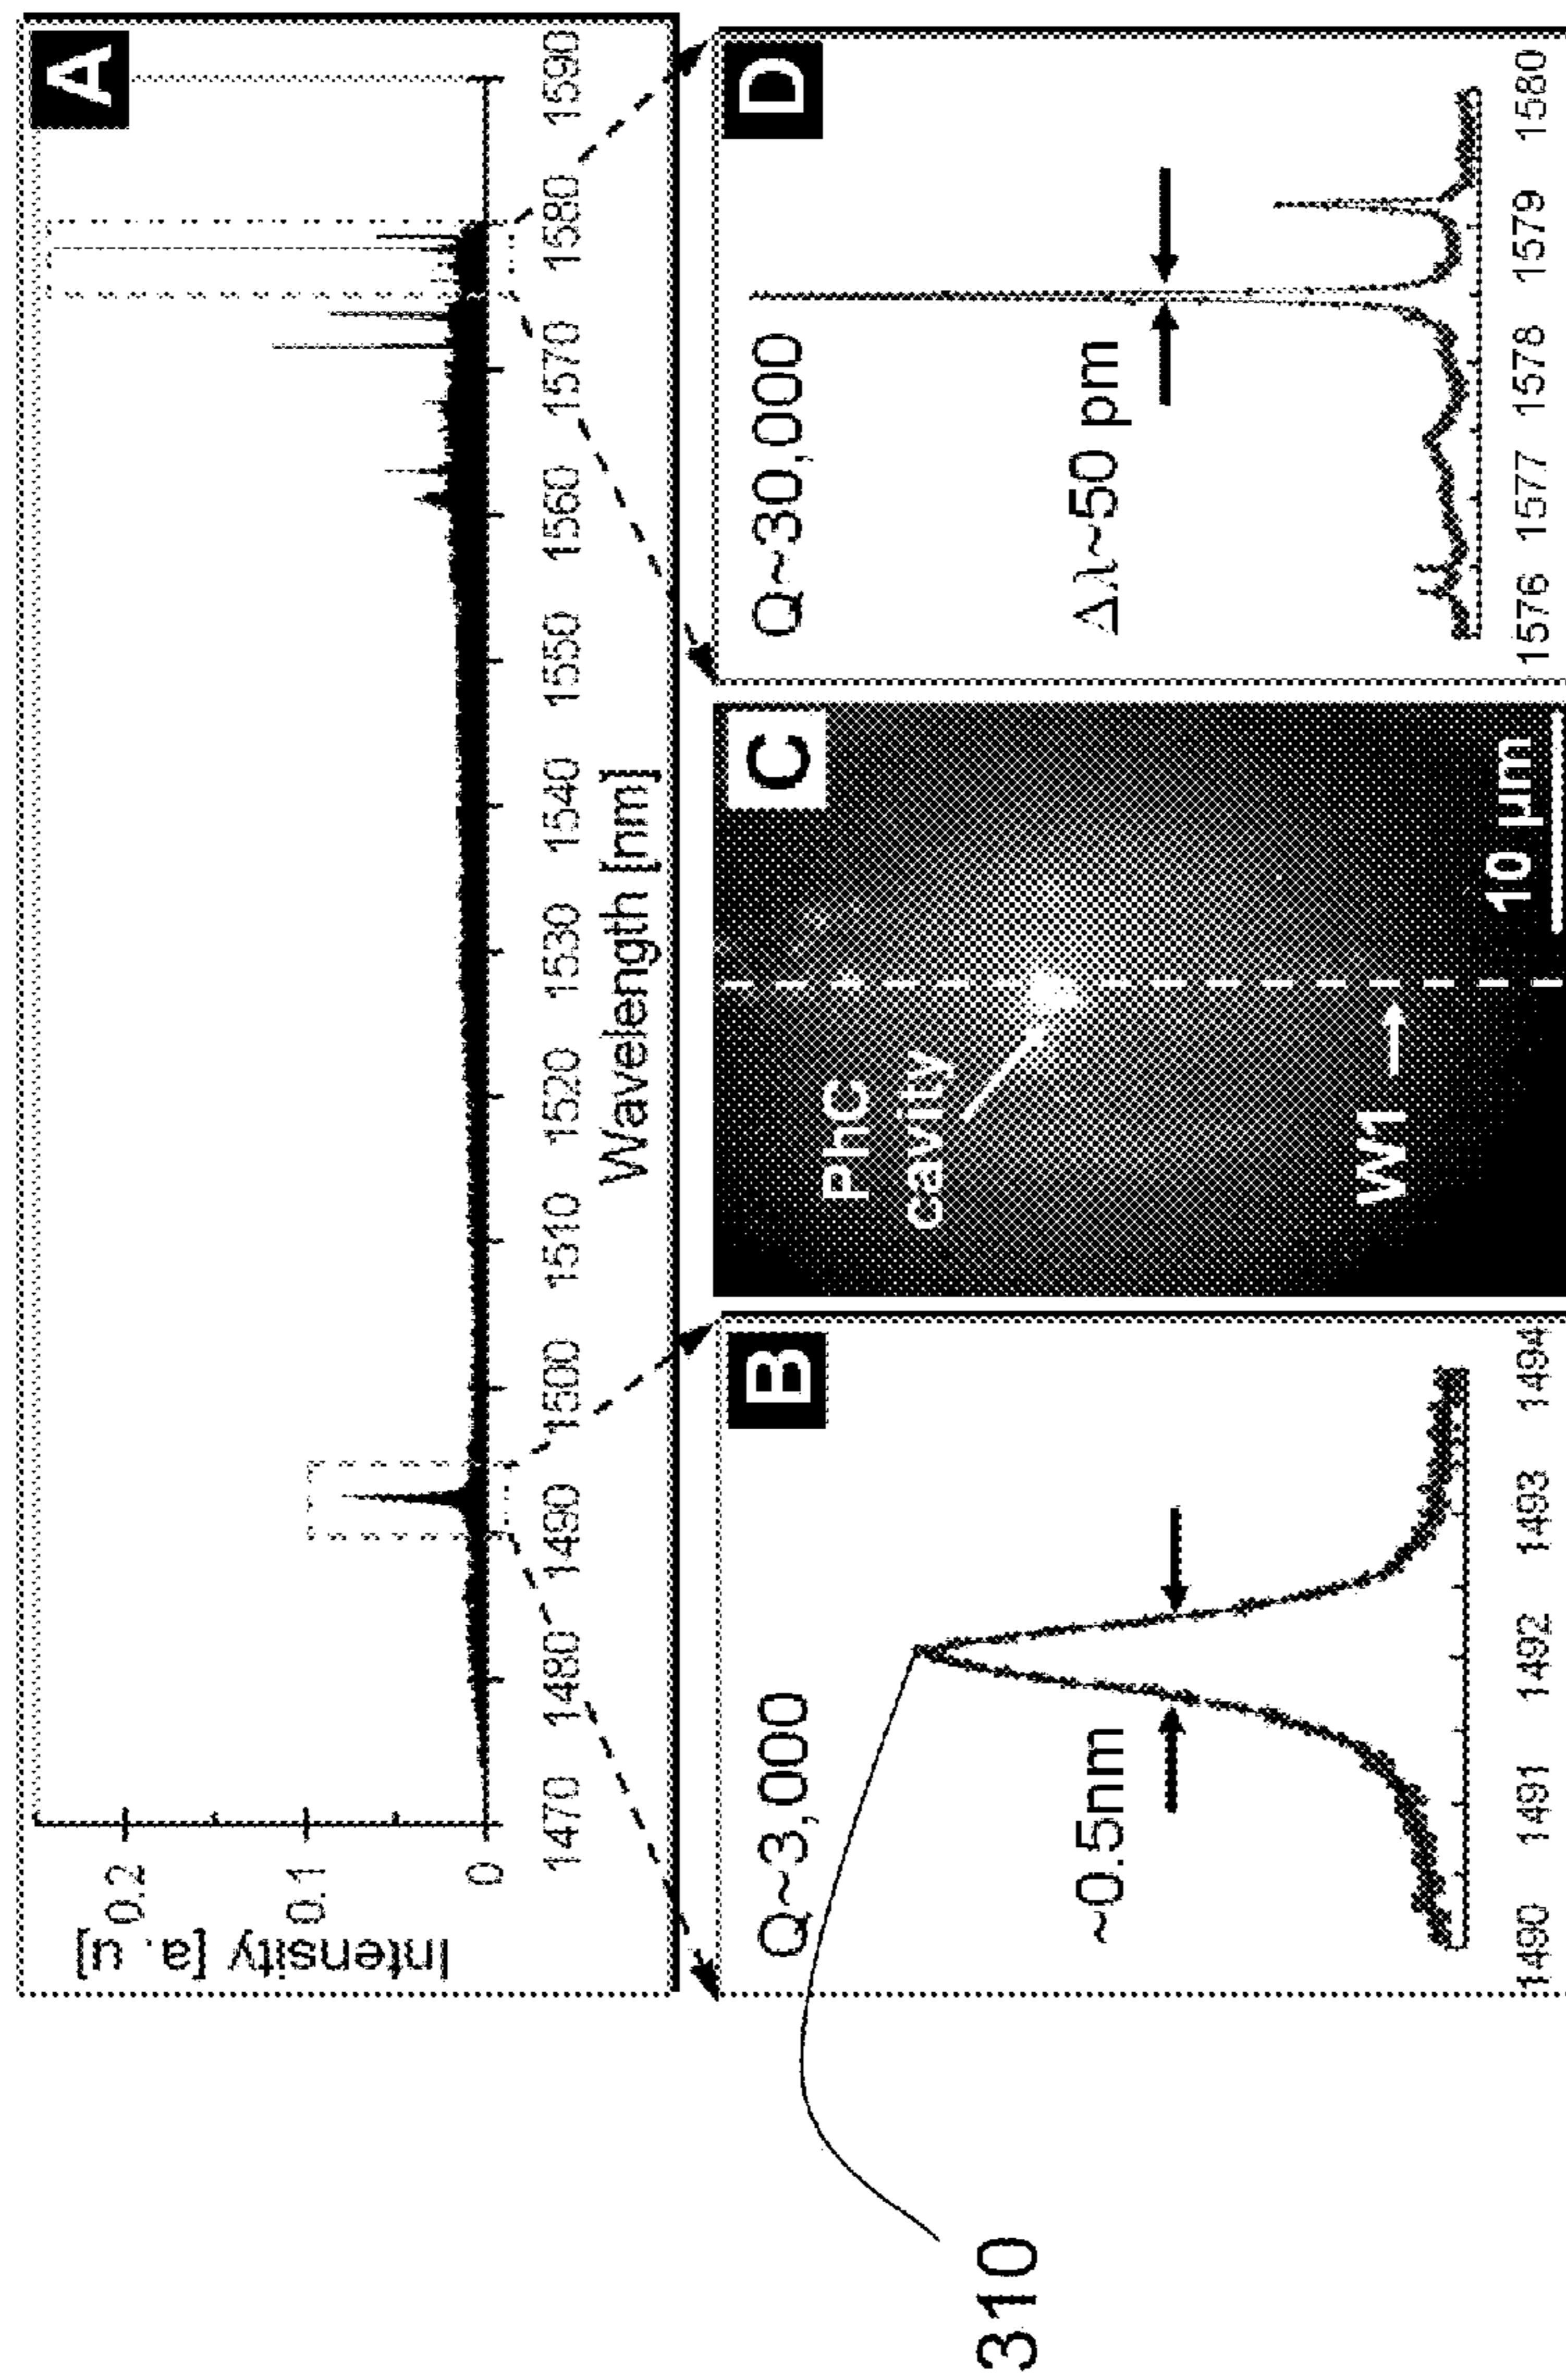 A
Intensity [a. u]
0.2
0.1
0
1470 1480 1490 1500 1510 1520 1530 1540 1550 1560 1570 1580 1590
Wavelength [nm]
B
Q~3,000
~0.5nm
1490 1491 1492 1493 1494
310
C
PhC
cavity
W1
10 µm
D
Q~30,000
Δλ~50 pm
1576 1577 1578 1579 1580